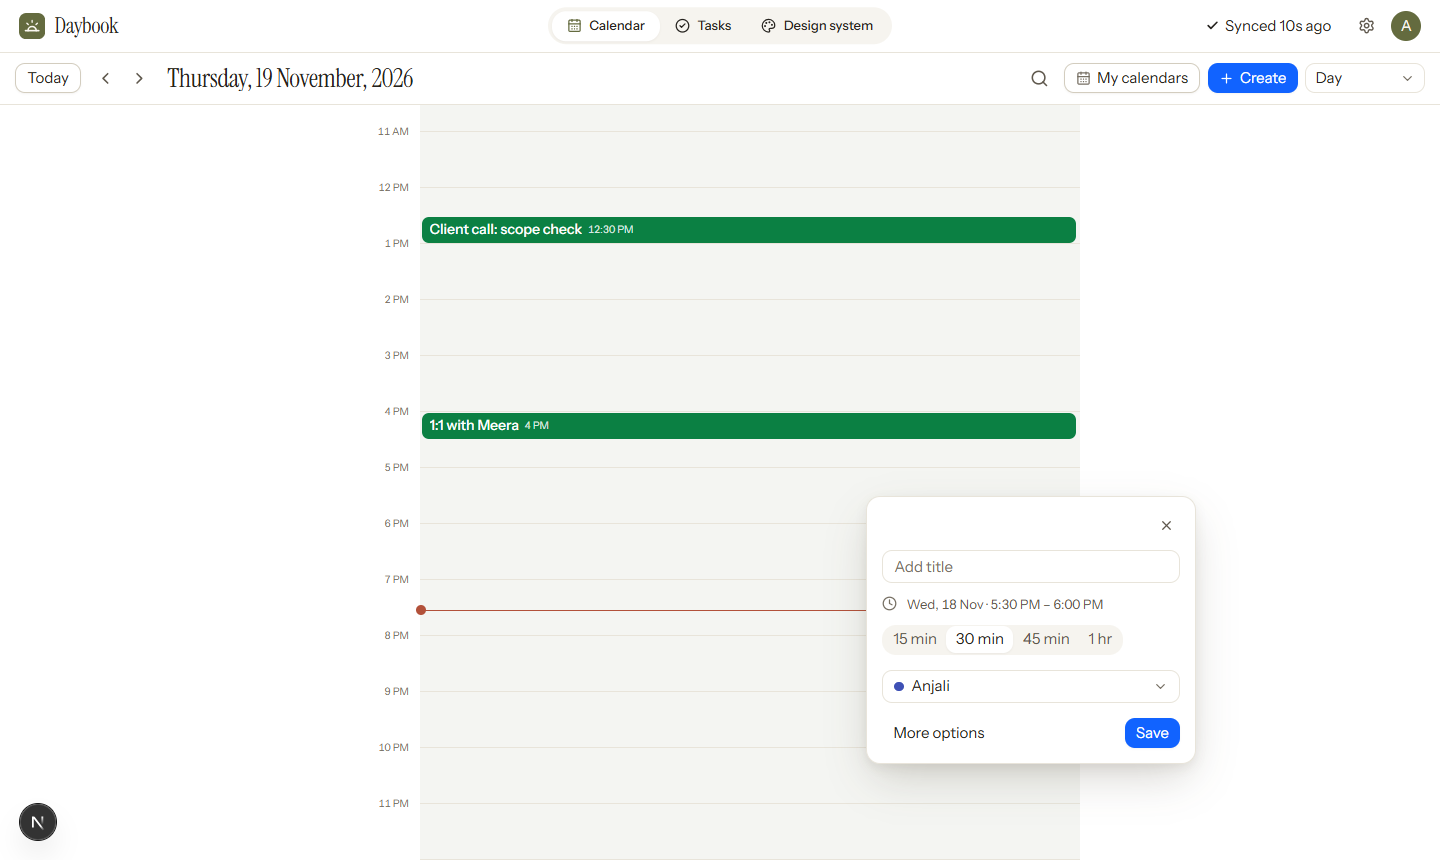 Daybook
Calendar
Tasks
Design system
Synced 10s ago
A
Today
Thursday, 19 November, 2026
My calendars
Create
Day
11 AM
12 PM
Client call: scope check 12:30 PM
1 PM
2 PM
3 PM
4 PM
1:1 with Meera 4 PM
5 PM
6 PM
7 PM
8 PM
9 PM
10 PM
11 PM
Add title
Wed, 18 Nov · 5:30 PM – 6:00 PM
15 min 30 min 45 min 1 hr
Anjali
More options
Save
N